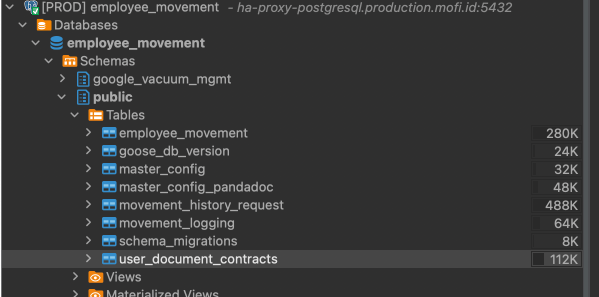 [PROD] employee_movement - ha-proxy-postgresql.production.mofi.id:5432
Databases
employee_movement
Schemas
google_vacuum_mgmt
public
Tables
employee_movement 280K
goose_db_version 24K
master_config 32K
master_config_pandadoc 48K
movement_history_request 488K
movement_logging 64K
schema_migrations 8K
user_document_contracts 112K
Views
Materialized Views